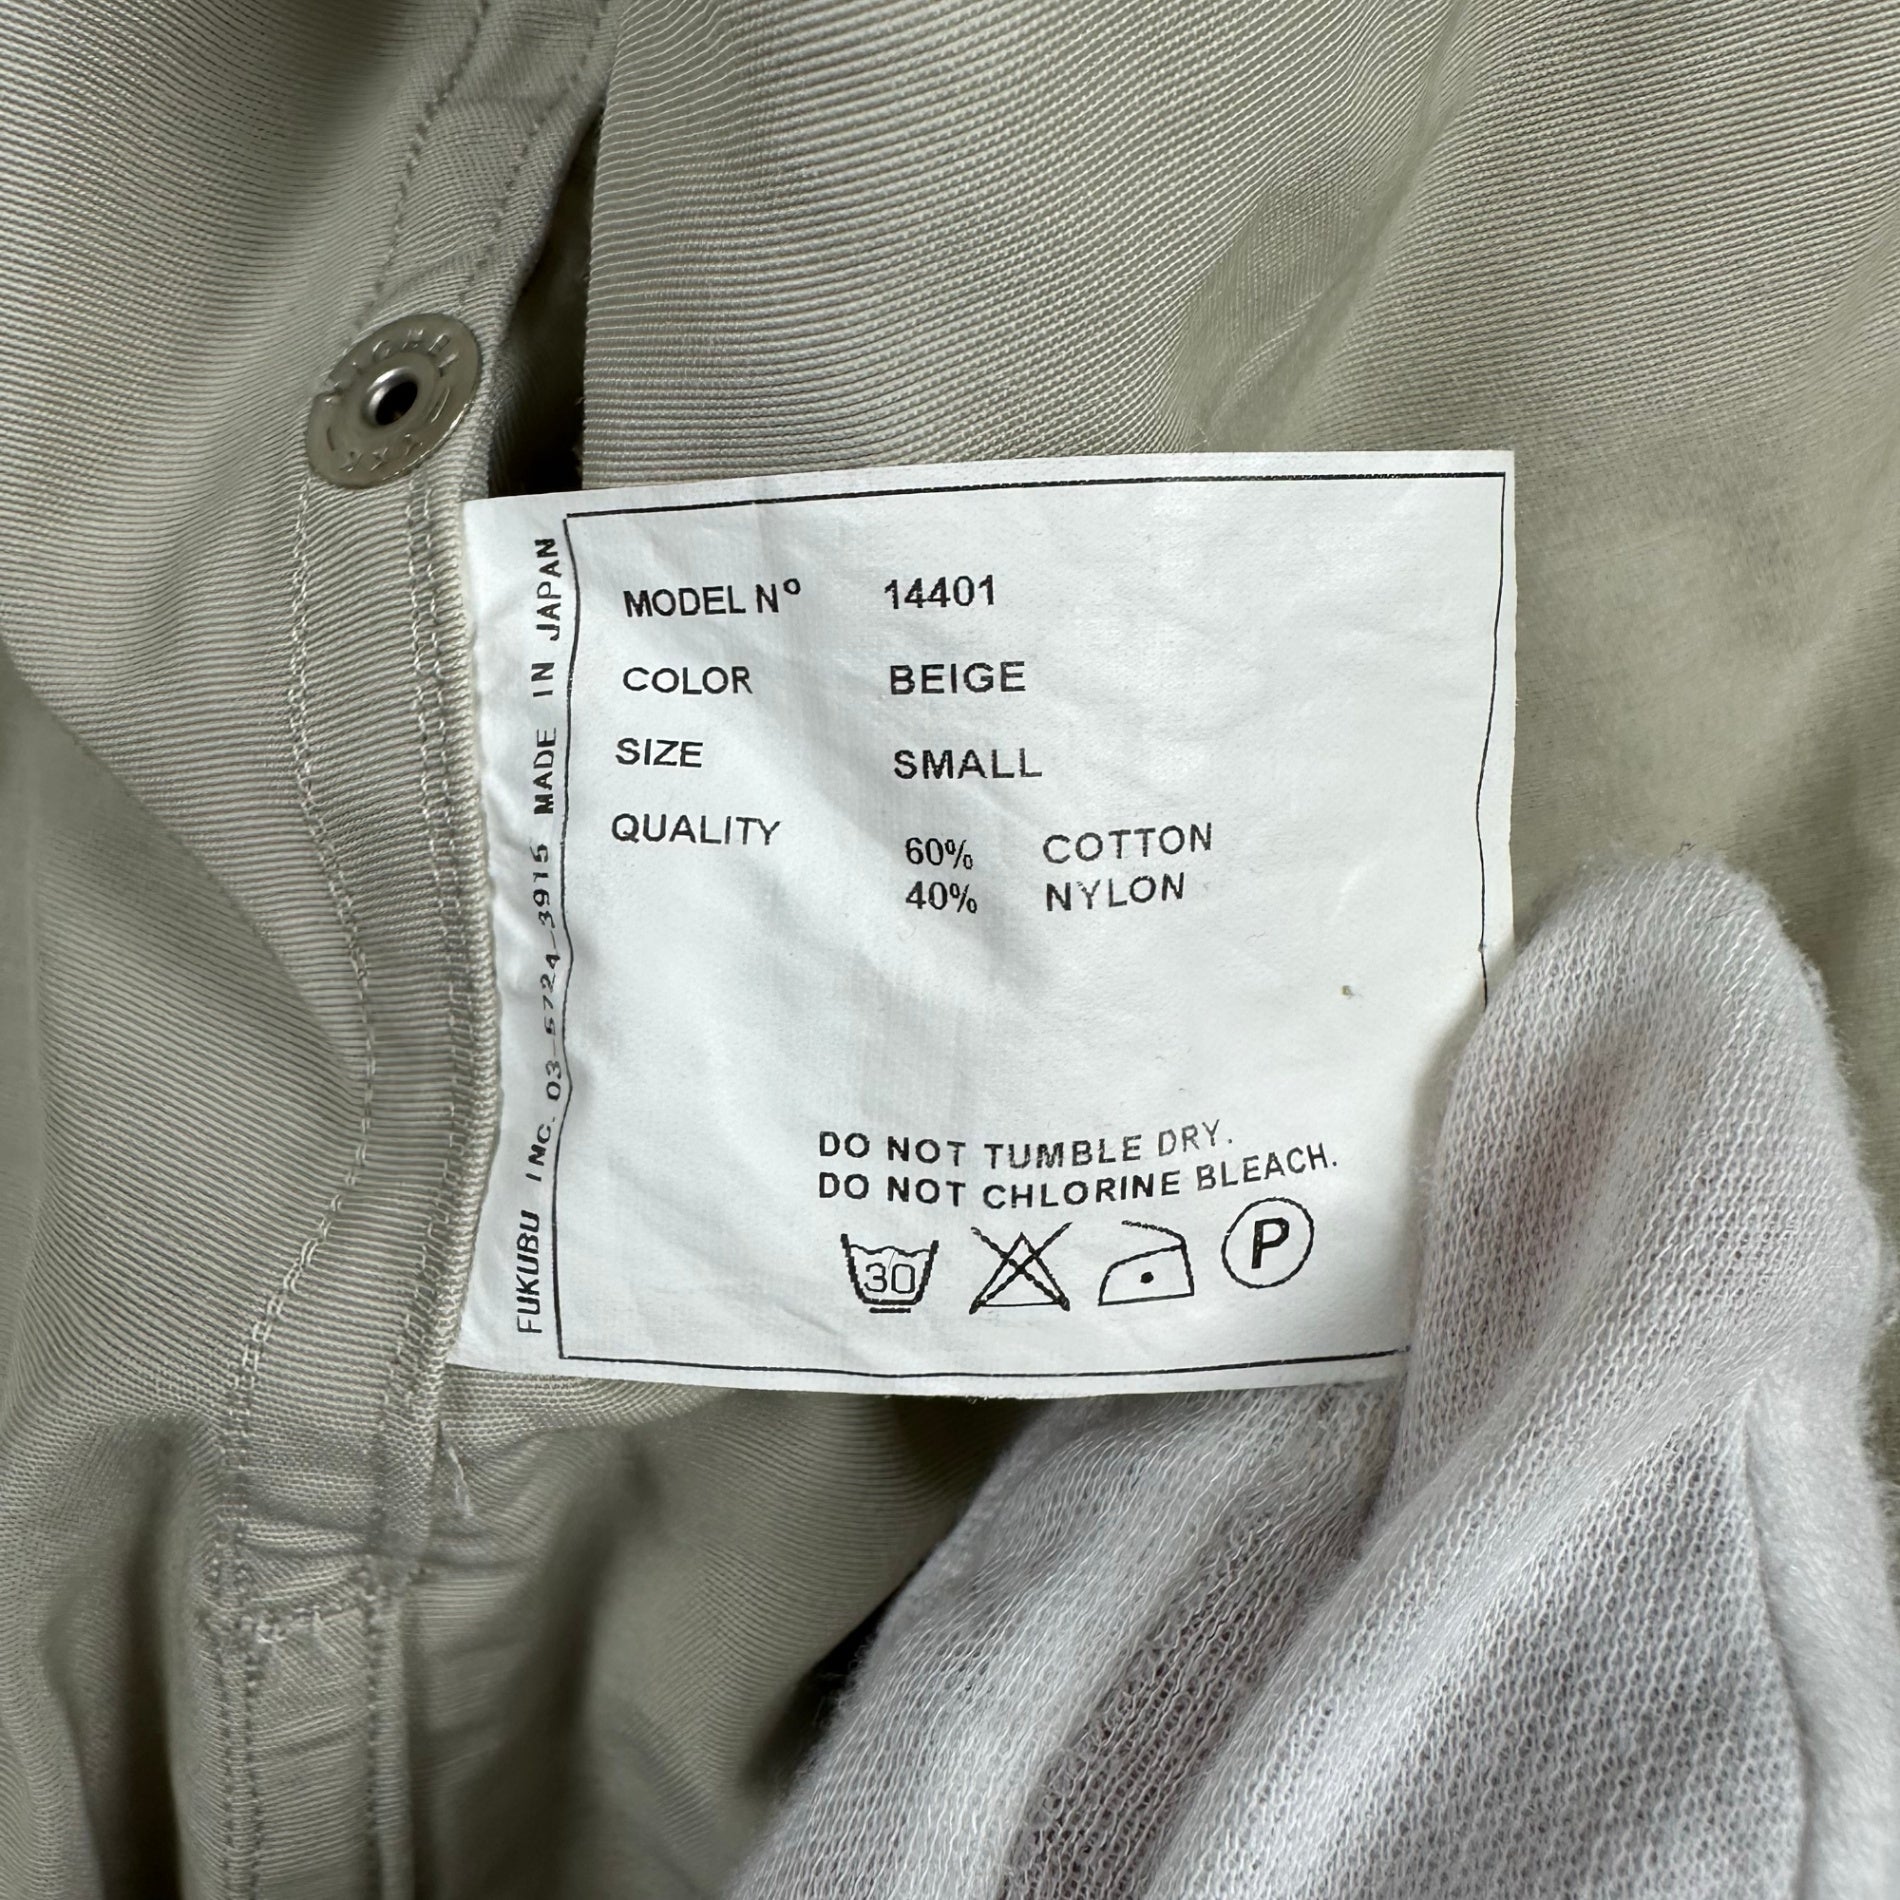 MODEL Nº 14401
COLOR BEIGE
SIZE SMALL
QUALITY 60% COTTON
40% NYLON
DO NOT TUMBLE DRY.
DO NOT CHLORINE BLEACH.
30
P
FUKUBU INC. 03-5724-3915 MADE IN JAPAN